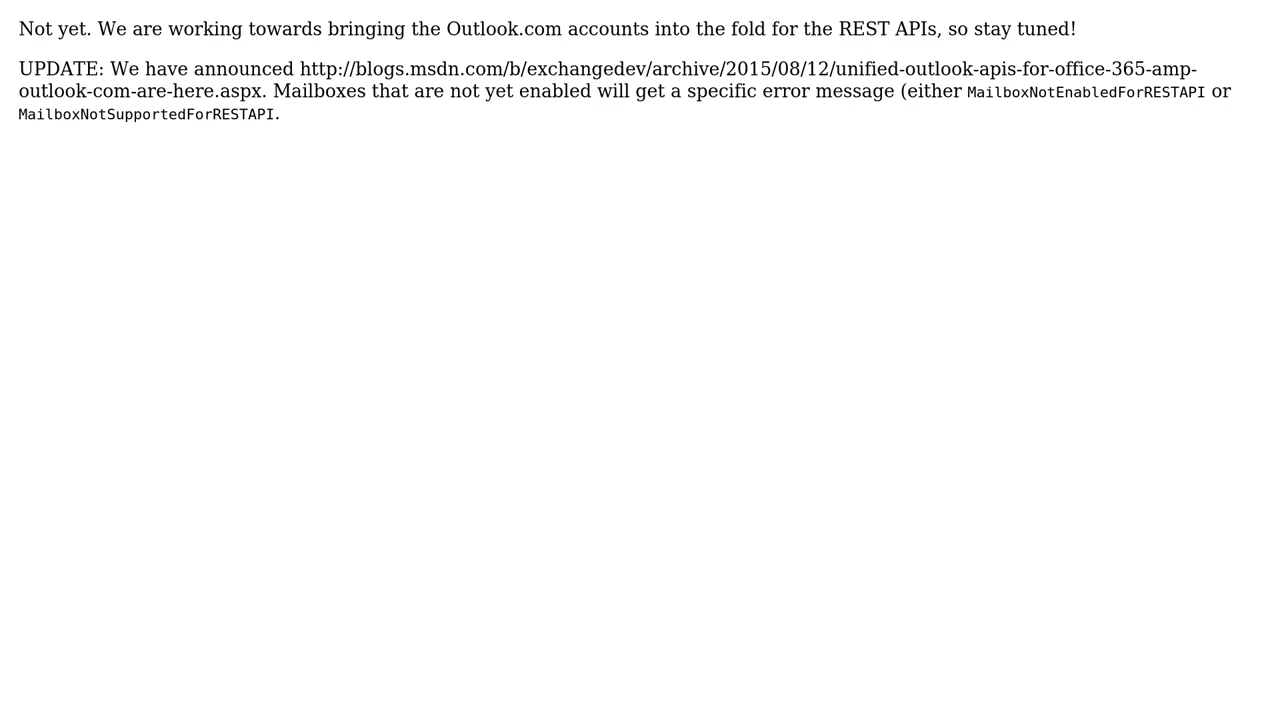 Not yet. We are working towards bringing the Outlook.com accounts into the fold for the REST APIs, so stay tuned!
UPDATE: We have announced http://blogs.msdn.com/b/exchangedev/archive/2015/08/12/unified-outlook-apis-for-office-365-amp-
outlook-com-are-here.aspx. Mailboxes that are not yet enabled will get a specific error message (either MailboxNotEnabledForRESTAPI or
MailboxNotSupportedForRESTAPI.